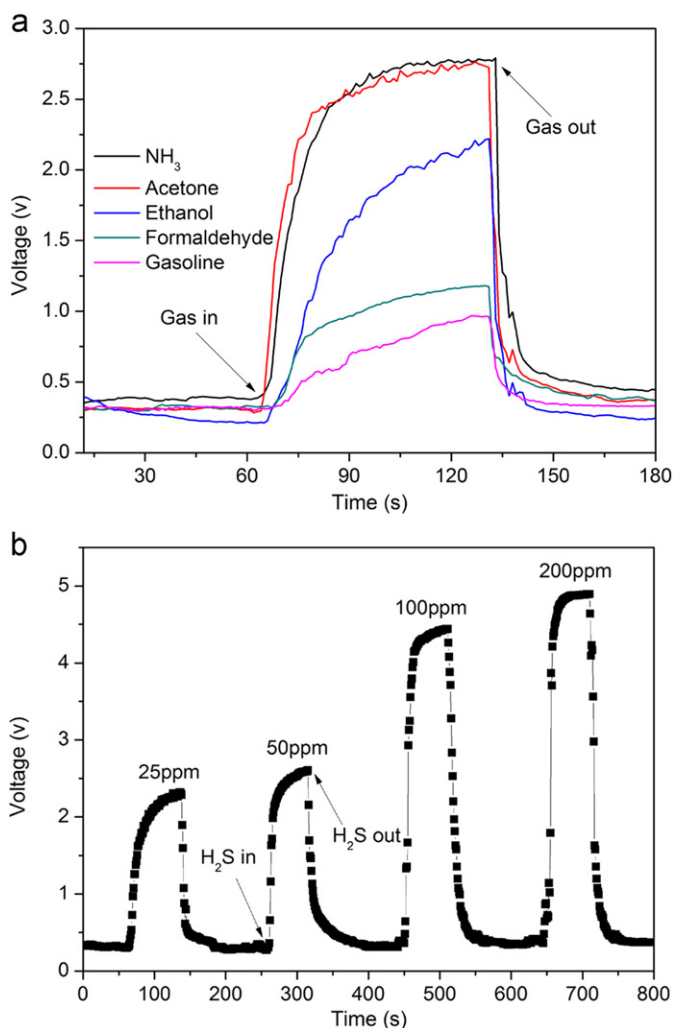 a
3.0
2.5
2.0
1.5
1.0
0.5
0.0
Voltage (v)
NH₃
Acetone
Ethanol
Formaldehyde
Gasoline
Gas in
Gas out
30
60
90
120
150
180
Time (s)
b
5
4
3
2
1
0
Voltage (v)
25ppm
50ppm
100ppm
200ppm
H₂S in
H₂S out
0
100
200
300
400
500
600
700
800
Time (s)